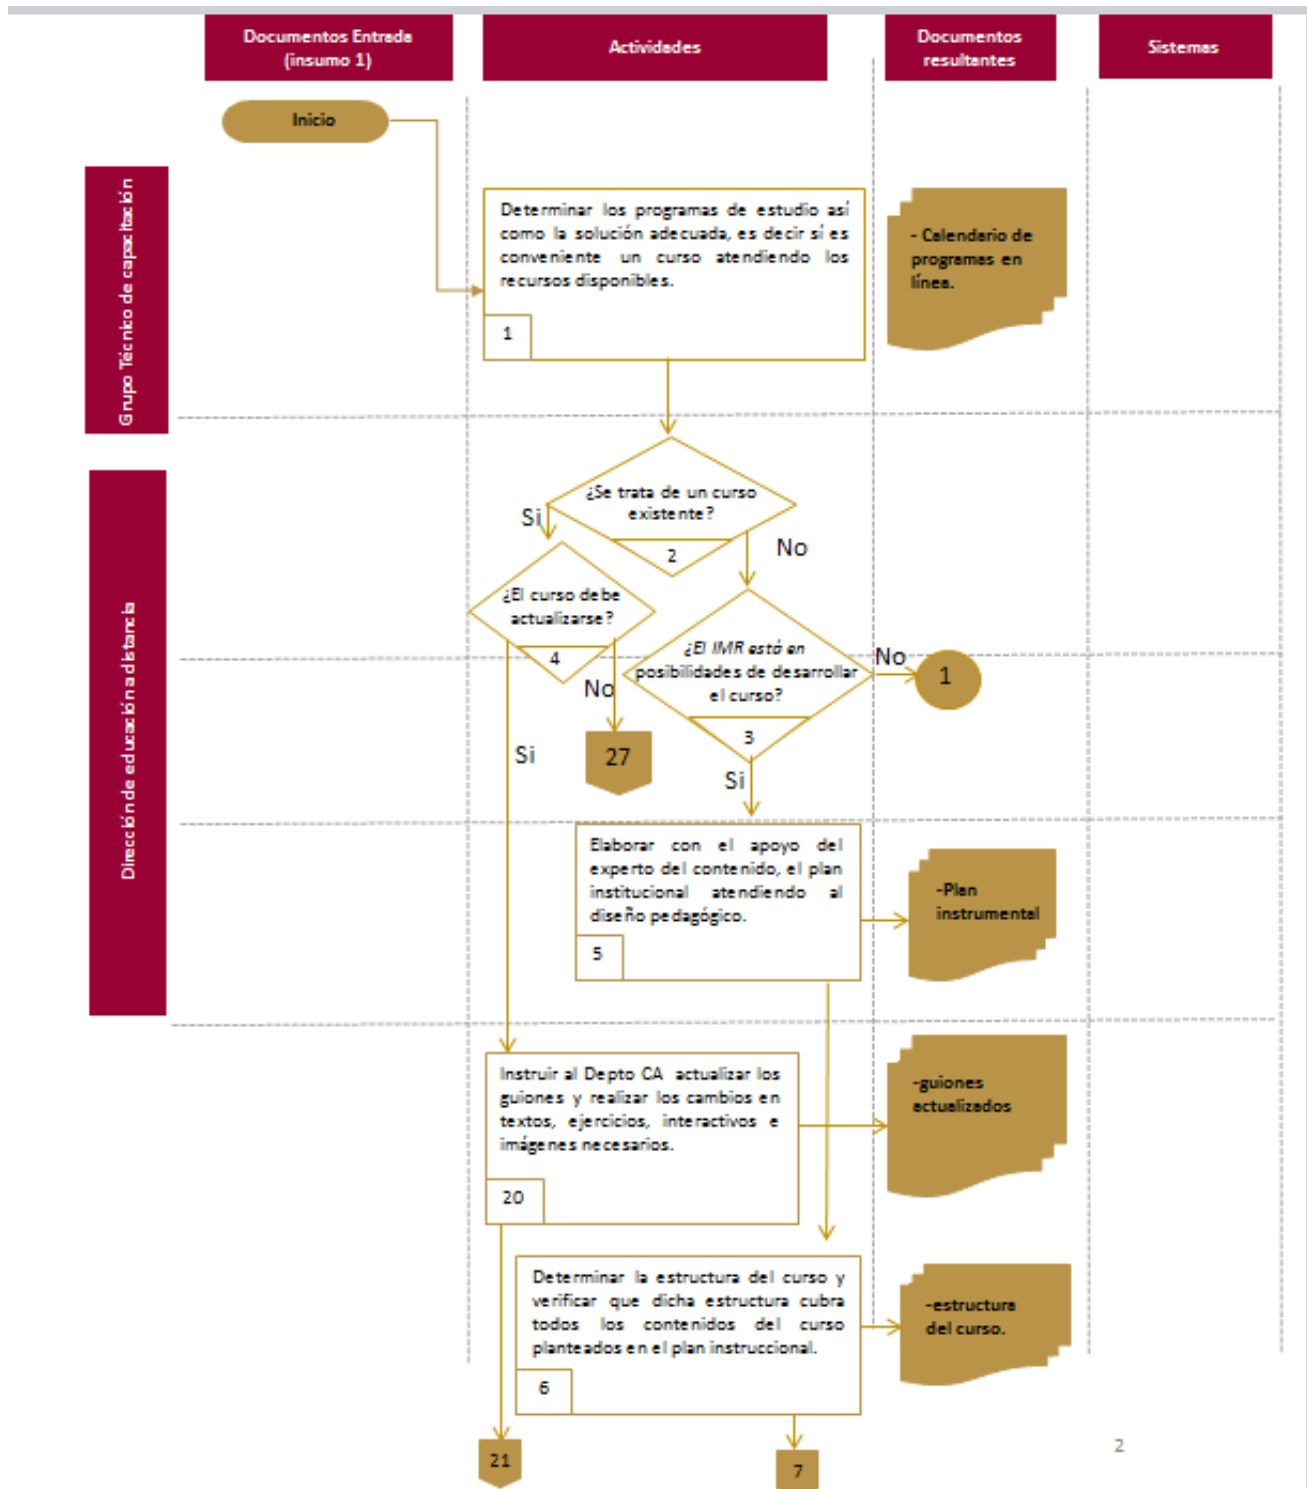 Documentos Entrada
(insumo 1)
Actividades
Documentos
resultantes
Sistemas
Inicio
Grupo Técnico de capacitación
Determinar los programas de estudio así
como la solución adecuada, es decir sí es
conveniente un curso atendiendo los
recursos disponibles.
1
- Calendario de
programas en
línea.
Dirección de educación a distancia
¿Se trata de un curso
existente?
2
Si
No
¿El curso debe
actualizarse?
4
¿El IMR está en
posibilidades de desarrollar
el curso?
3
No
1
No
27
Si
Si
Elaborar con el apoyo del
experto del contenido, el plan
institucional atendiendo al
diseño pedagógico.
5
-Plan
instrumental
Instruir al Depto CA actualizar los
guiones y realizar los cambios en
textos, ejercicios, interactivos e
imágenes necesarios.
20
-guiones
actualizados
Determinar la estructura del curso y
verificar que dicha estructura cubra
todos los contenidos del curso
planteados en el plan instruccional.
6
-estructura
del curso.
21
7
2